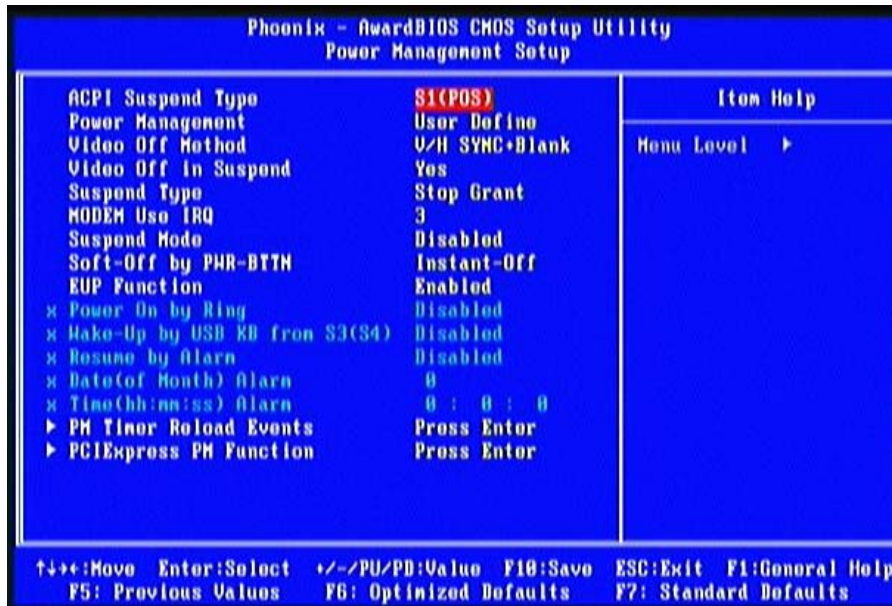 Phoenix - AwardBIOS CMOS Setup Utility
Power Management Setup
ACPI Suspend Type S1(POS)
Power Management User Define
Video Off Method V/H SYNC+Blank
Video Off In Suspend Yes
Suspend Type Stop Grant
MODEM Use IRQ 3
Suspend Mode Disabled
Soft-Off by PWR-BTTN Instant-Off
EUP Function Enabled
x Power On by Ring Disabled
x Wake-Up by USB KB from S3(S4) Disabled
x Resume by Alarm Disabled
x Date(of Month) Alarm 0
x Time(hh:mm:ss) Alarm 0 : 0 : 0
▶ PM Timer Reload Events Press Enter
▶ PCIExpress PM Function Press Enter
Item Help
Menu Level ▶
↑↓→←:Move Enter:Select +/-/PU/PD:Value F10:Save ESC:Exit F1:General Help
F5: Previous Values F6: Optimized Defaults F7: Standard Defaults